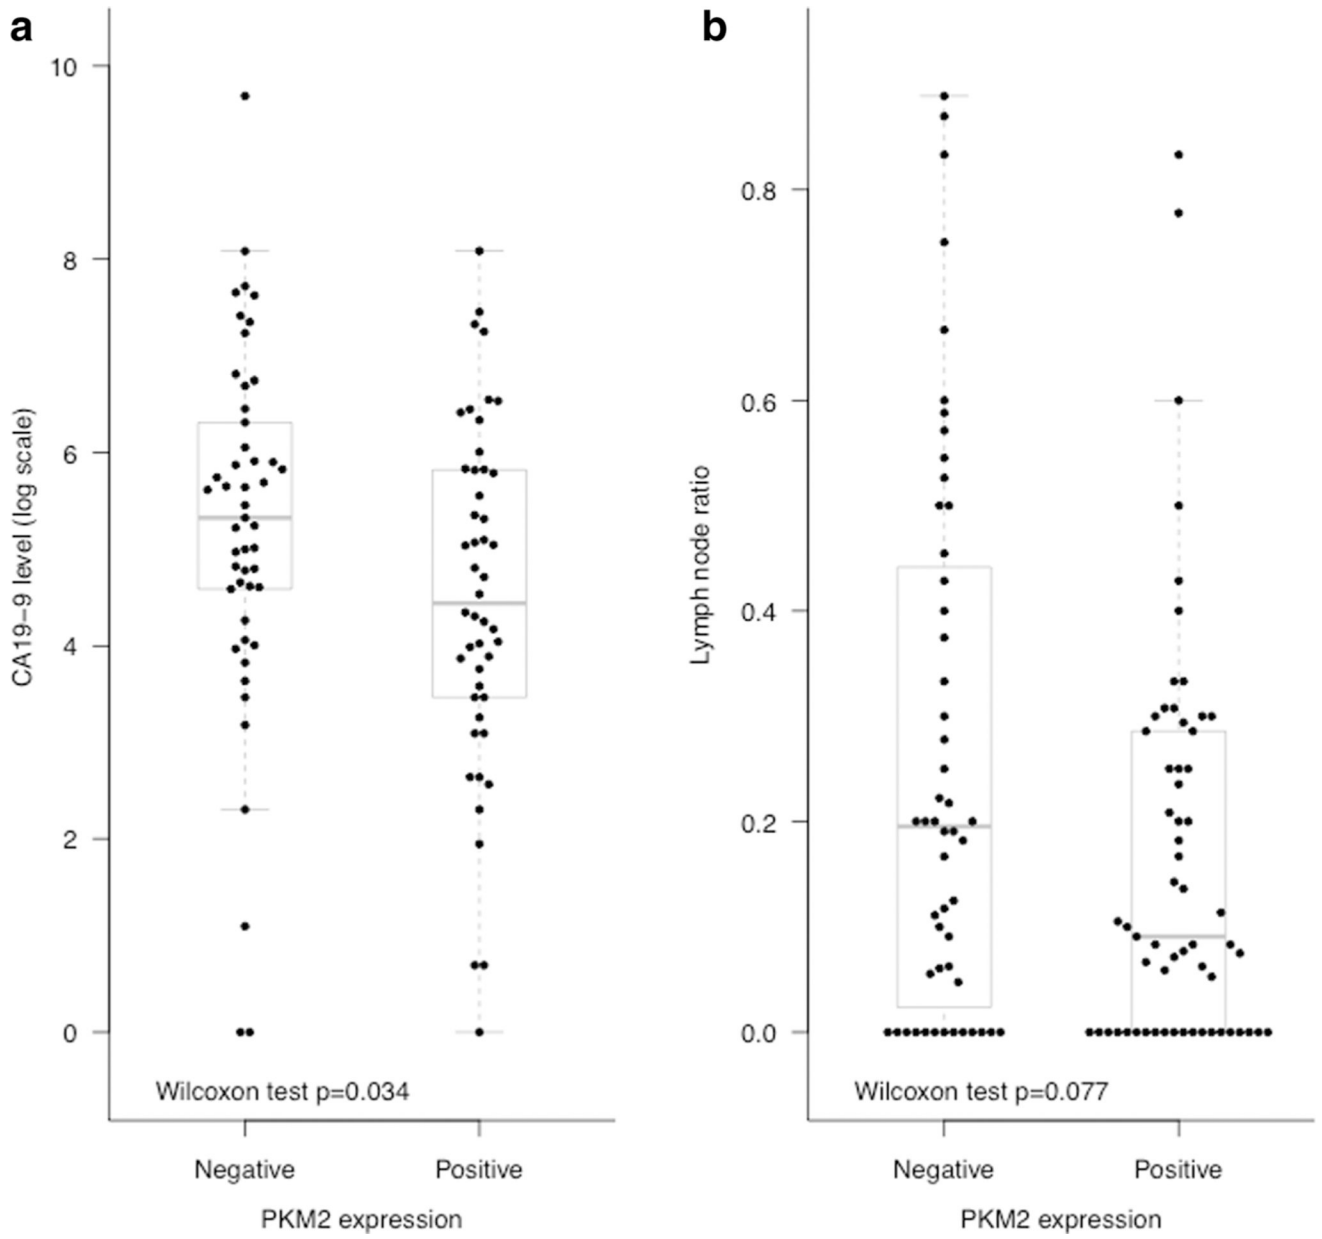 a
10
8
6
4
2
0
CA19−9 level (log scale)
Wilcoxon test p=0.034
Negative
Positive
PKM2 expression
b
0.8
0.6
0.4
0.2
0.0
Lymph node ratio
Wilcoxon test p=0.077
Negative
Positive
PKM2 expression